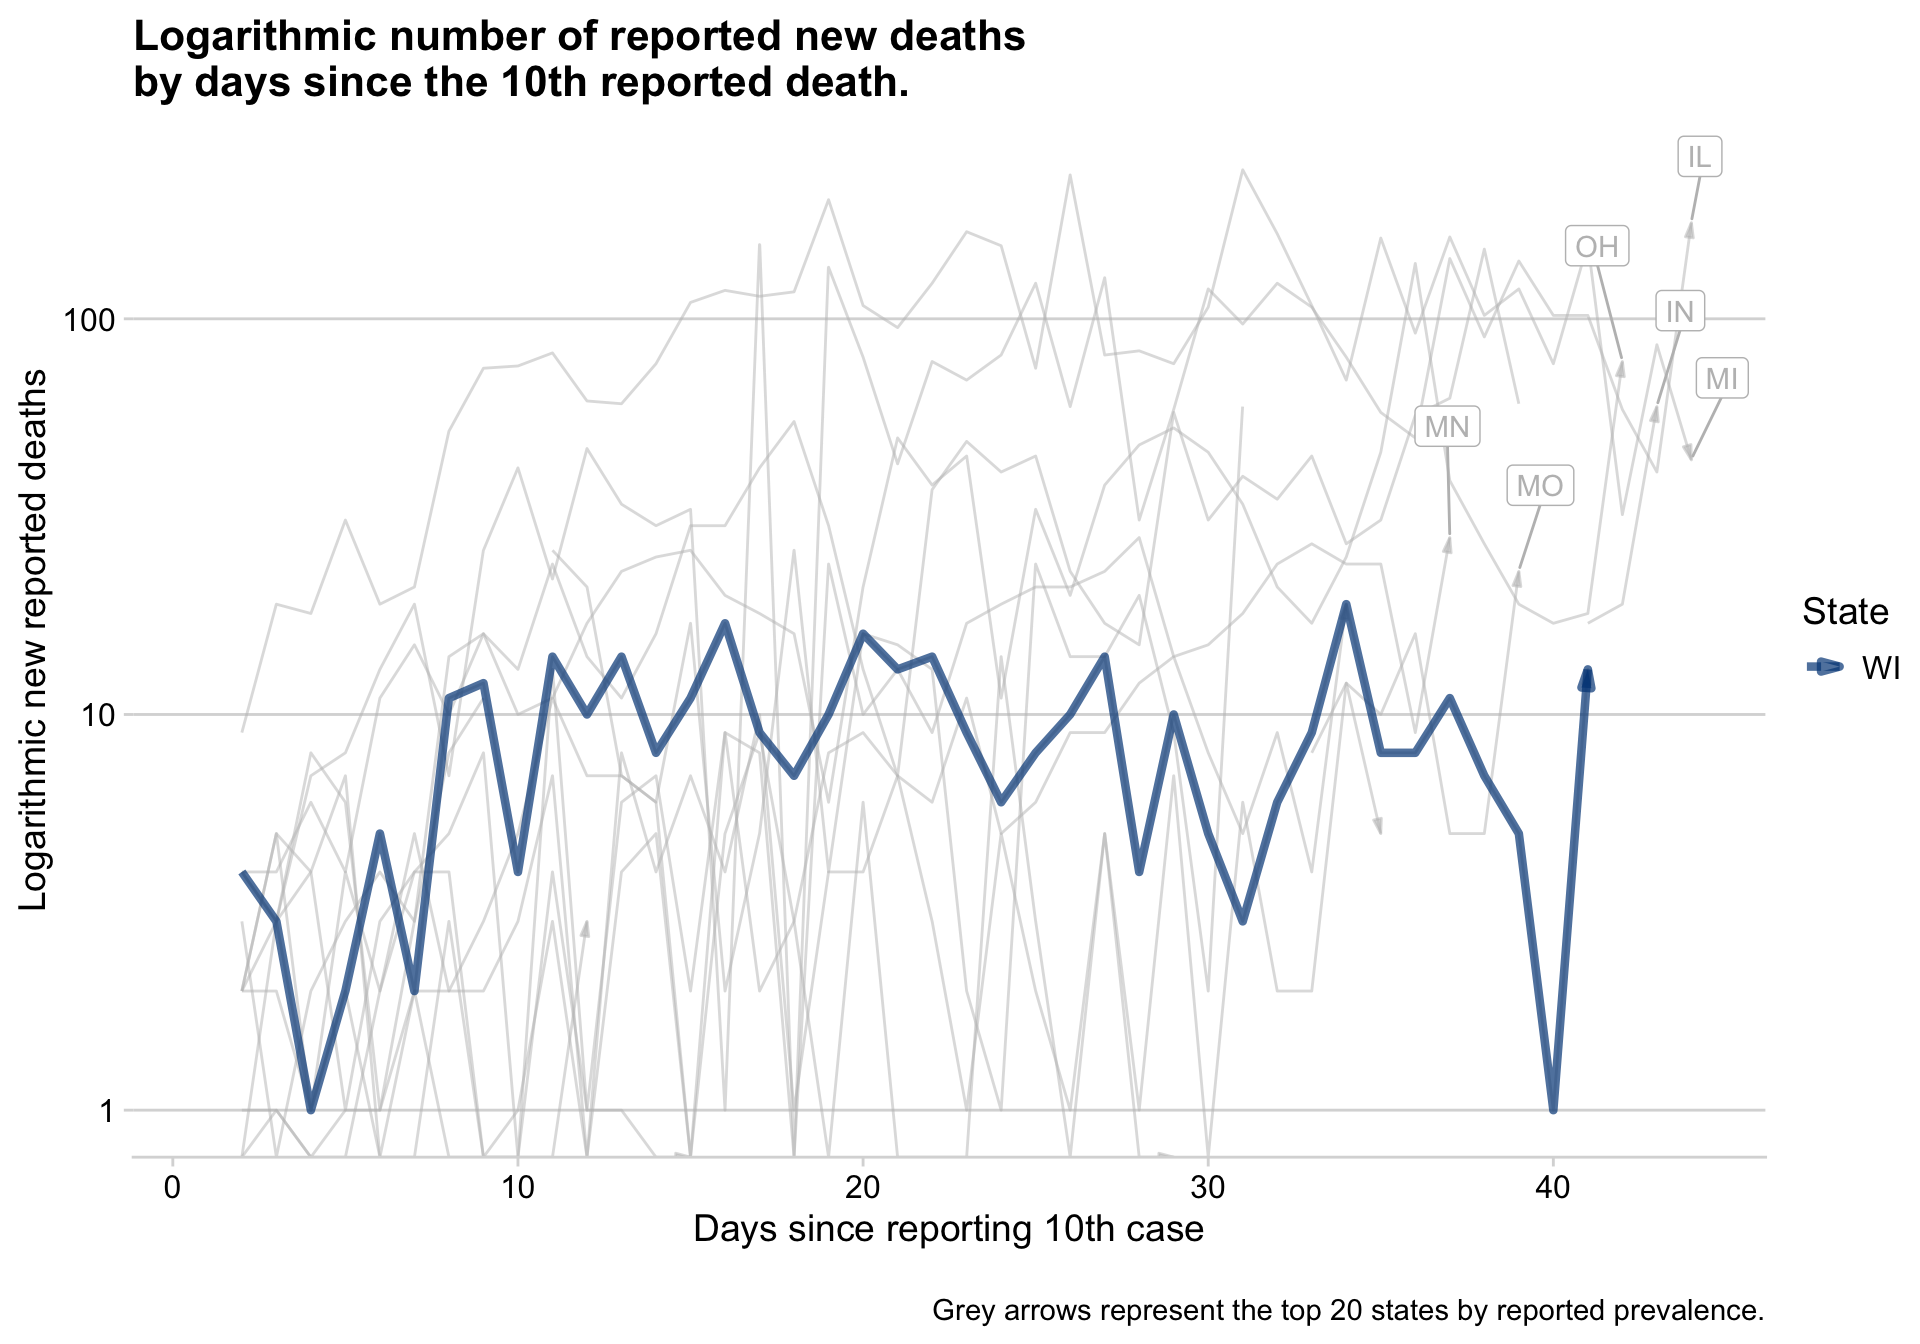 Logarithmic number of reported new deaths
by days since the 10th reported death.
IL
OH
IN
MI
MN
MO
100
10
1
Logarithmic new reported deaths
0 10 20 30 40
Days since reporting 10th case
State
WI
Grey arrows represent the top 20 states by reported prevalence.